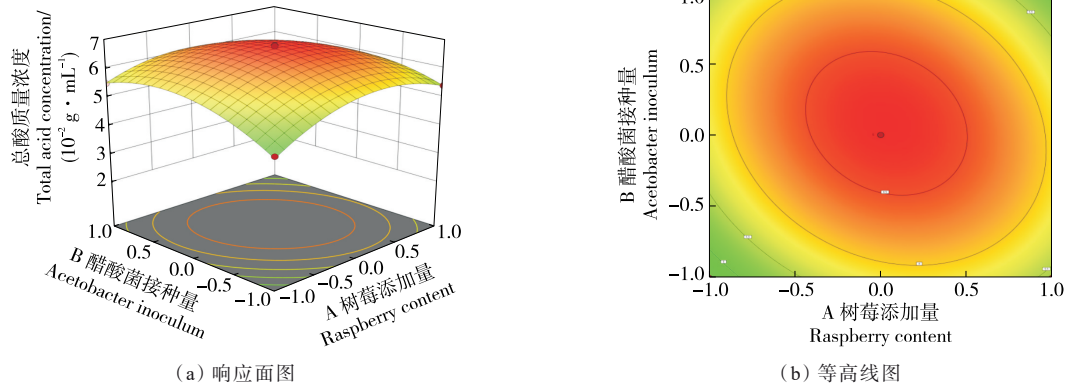 7
6
5
4
3
2
总酸质量浓度/
Total acid concentration/
(10⁻² g · mL⁻¹)
1.0
0.5
0.0
−0.5
−1.0
B 醋酸菌接种量
Acetobacter inoculum
−1.0
−0.5
0.0
0.5
1.0
A 树莓添加量
Raspberry content
(a) 响应面图
1.0
0.5
0.0
−0.5
−1.0
B 醋酸菌接种量
Acetobacter inoculum
−1.0
−0.5
0.0
0.5
1.0
A 树莓添加量
Raspberry content
(b) 等高线图